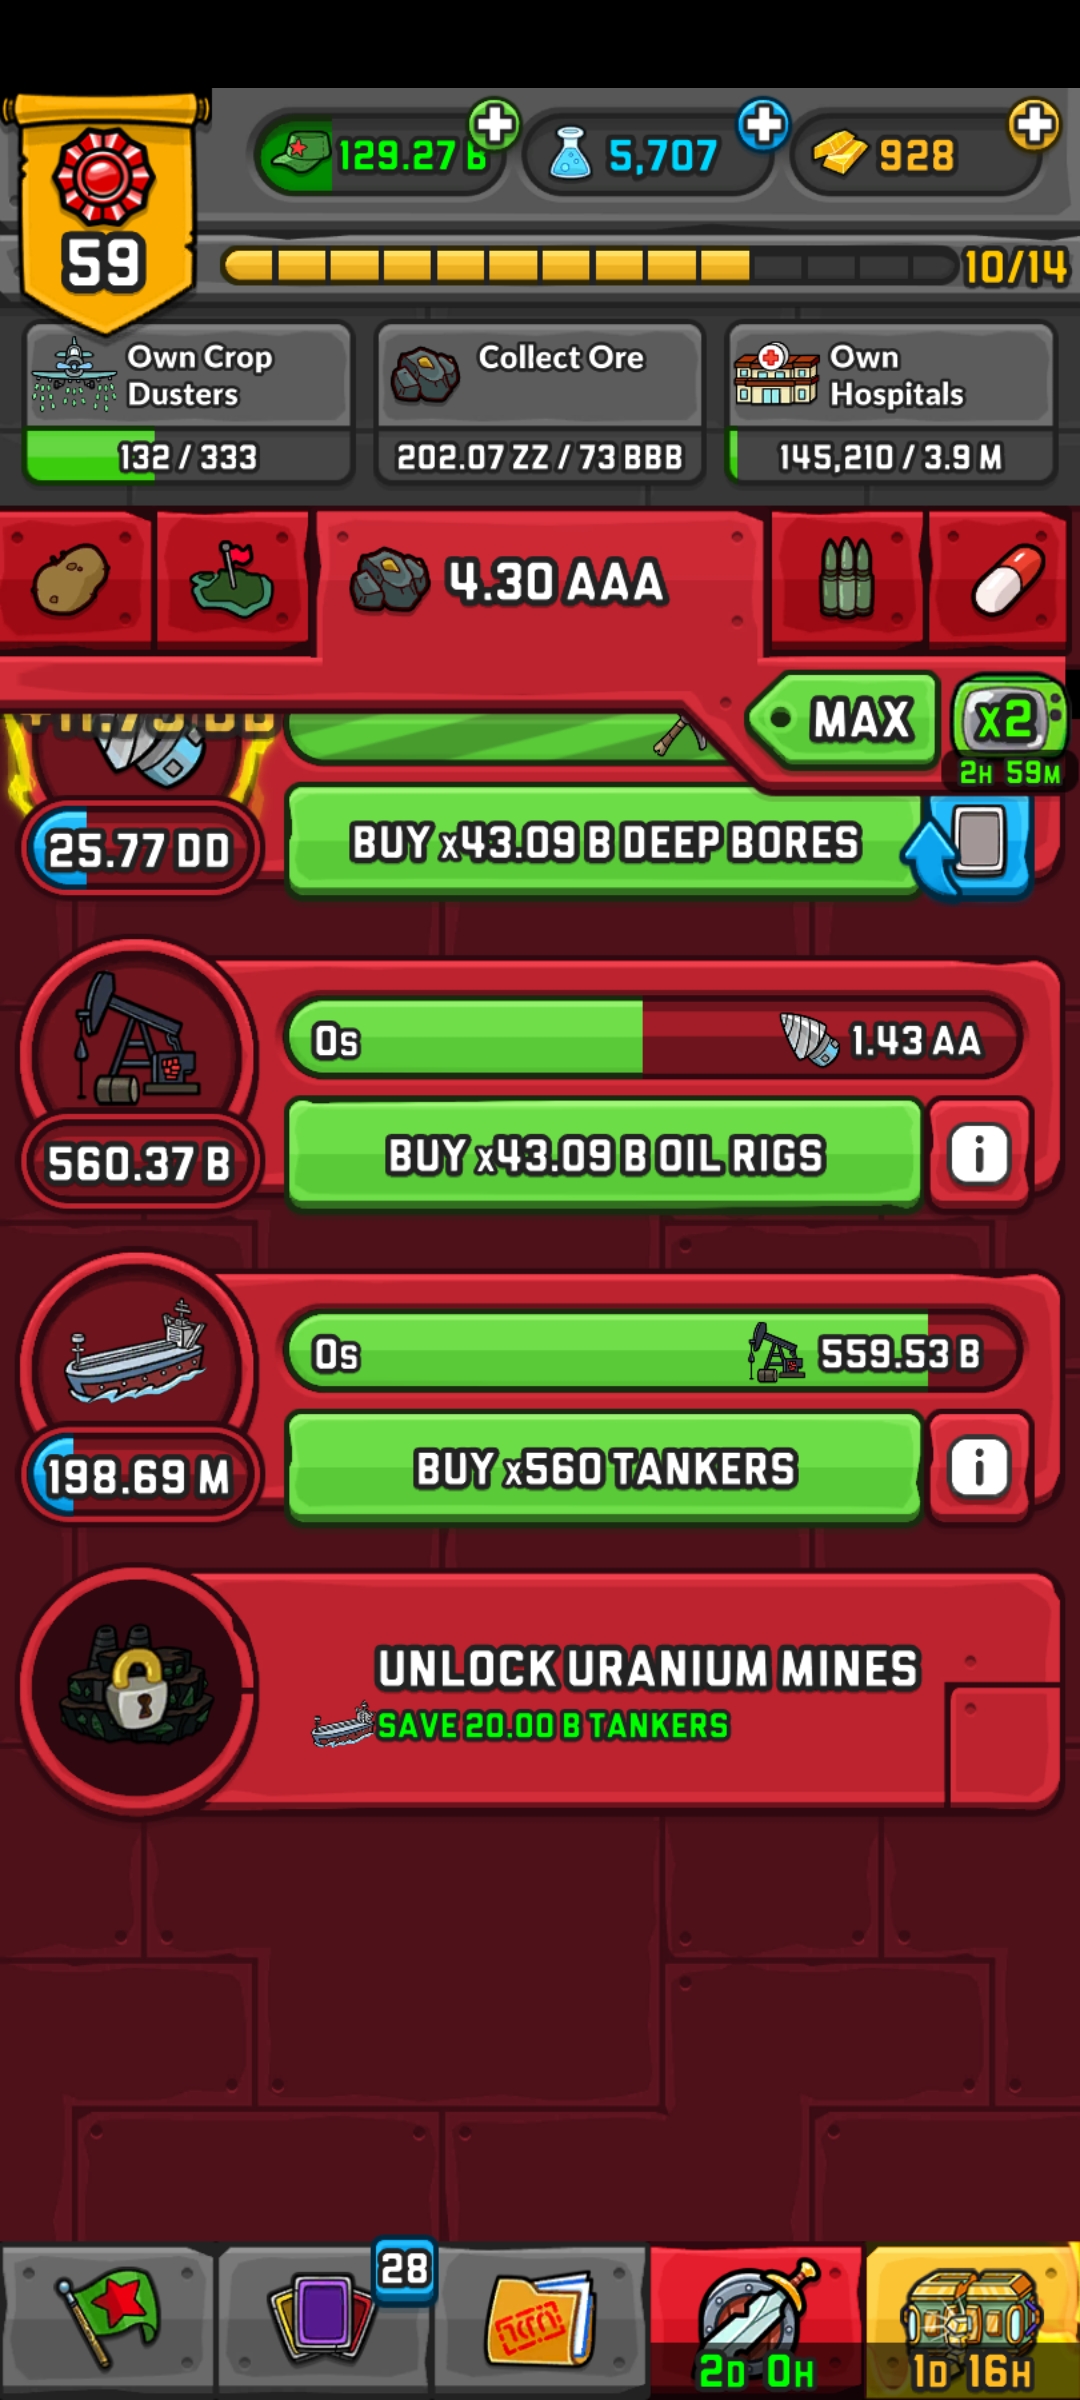 129.27 B
5,707
928
59
10/14
Own Crop
Dusters
132 / 333
Collect Ore
202.07 ZZ / 73 BBB
Own
Hospitals
145,210 / 3.9 M
4.30 AAA
MAX
x2
2H 59M
25.77 DD
BUY x43.09 B DEEP BORES
0s
1.43 AA
560.37 B
BUY x43.09 B OIL RIGS
i
0s
559.53 B
198.69 M
BUY x560 TANKERS
i
UNLOCK URANIUM MINES
SAVE 20.00 B TANKERS
28
2D 0H
1D 16H